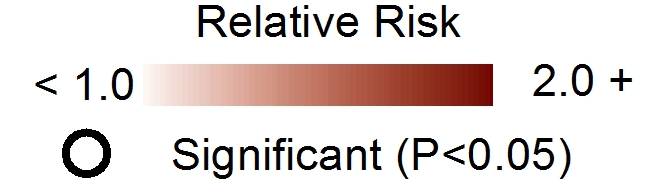 Relative Risk
< 1.0 2.0 +
Significant (P<0.05)